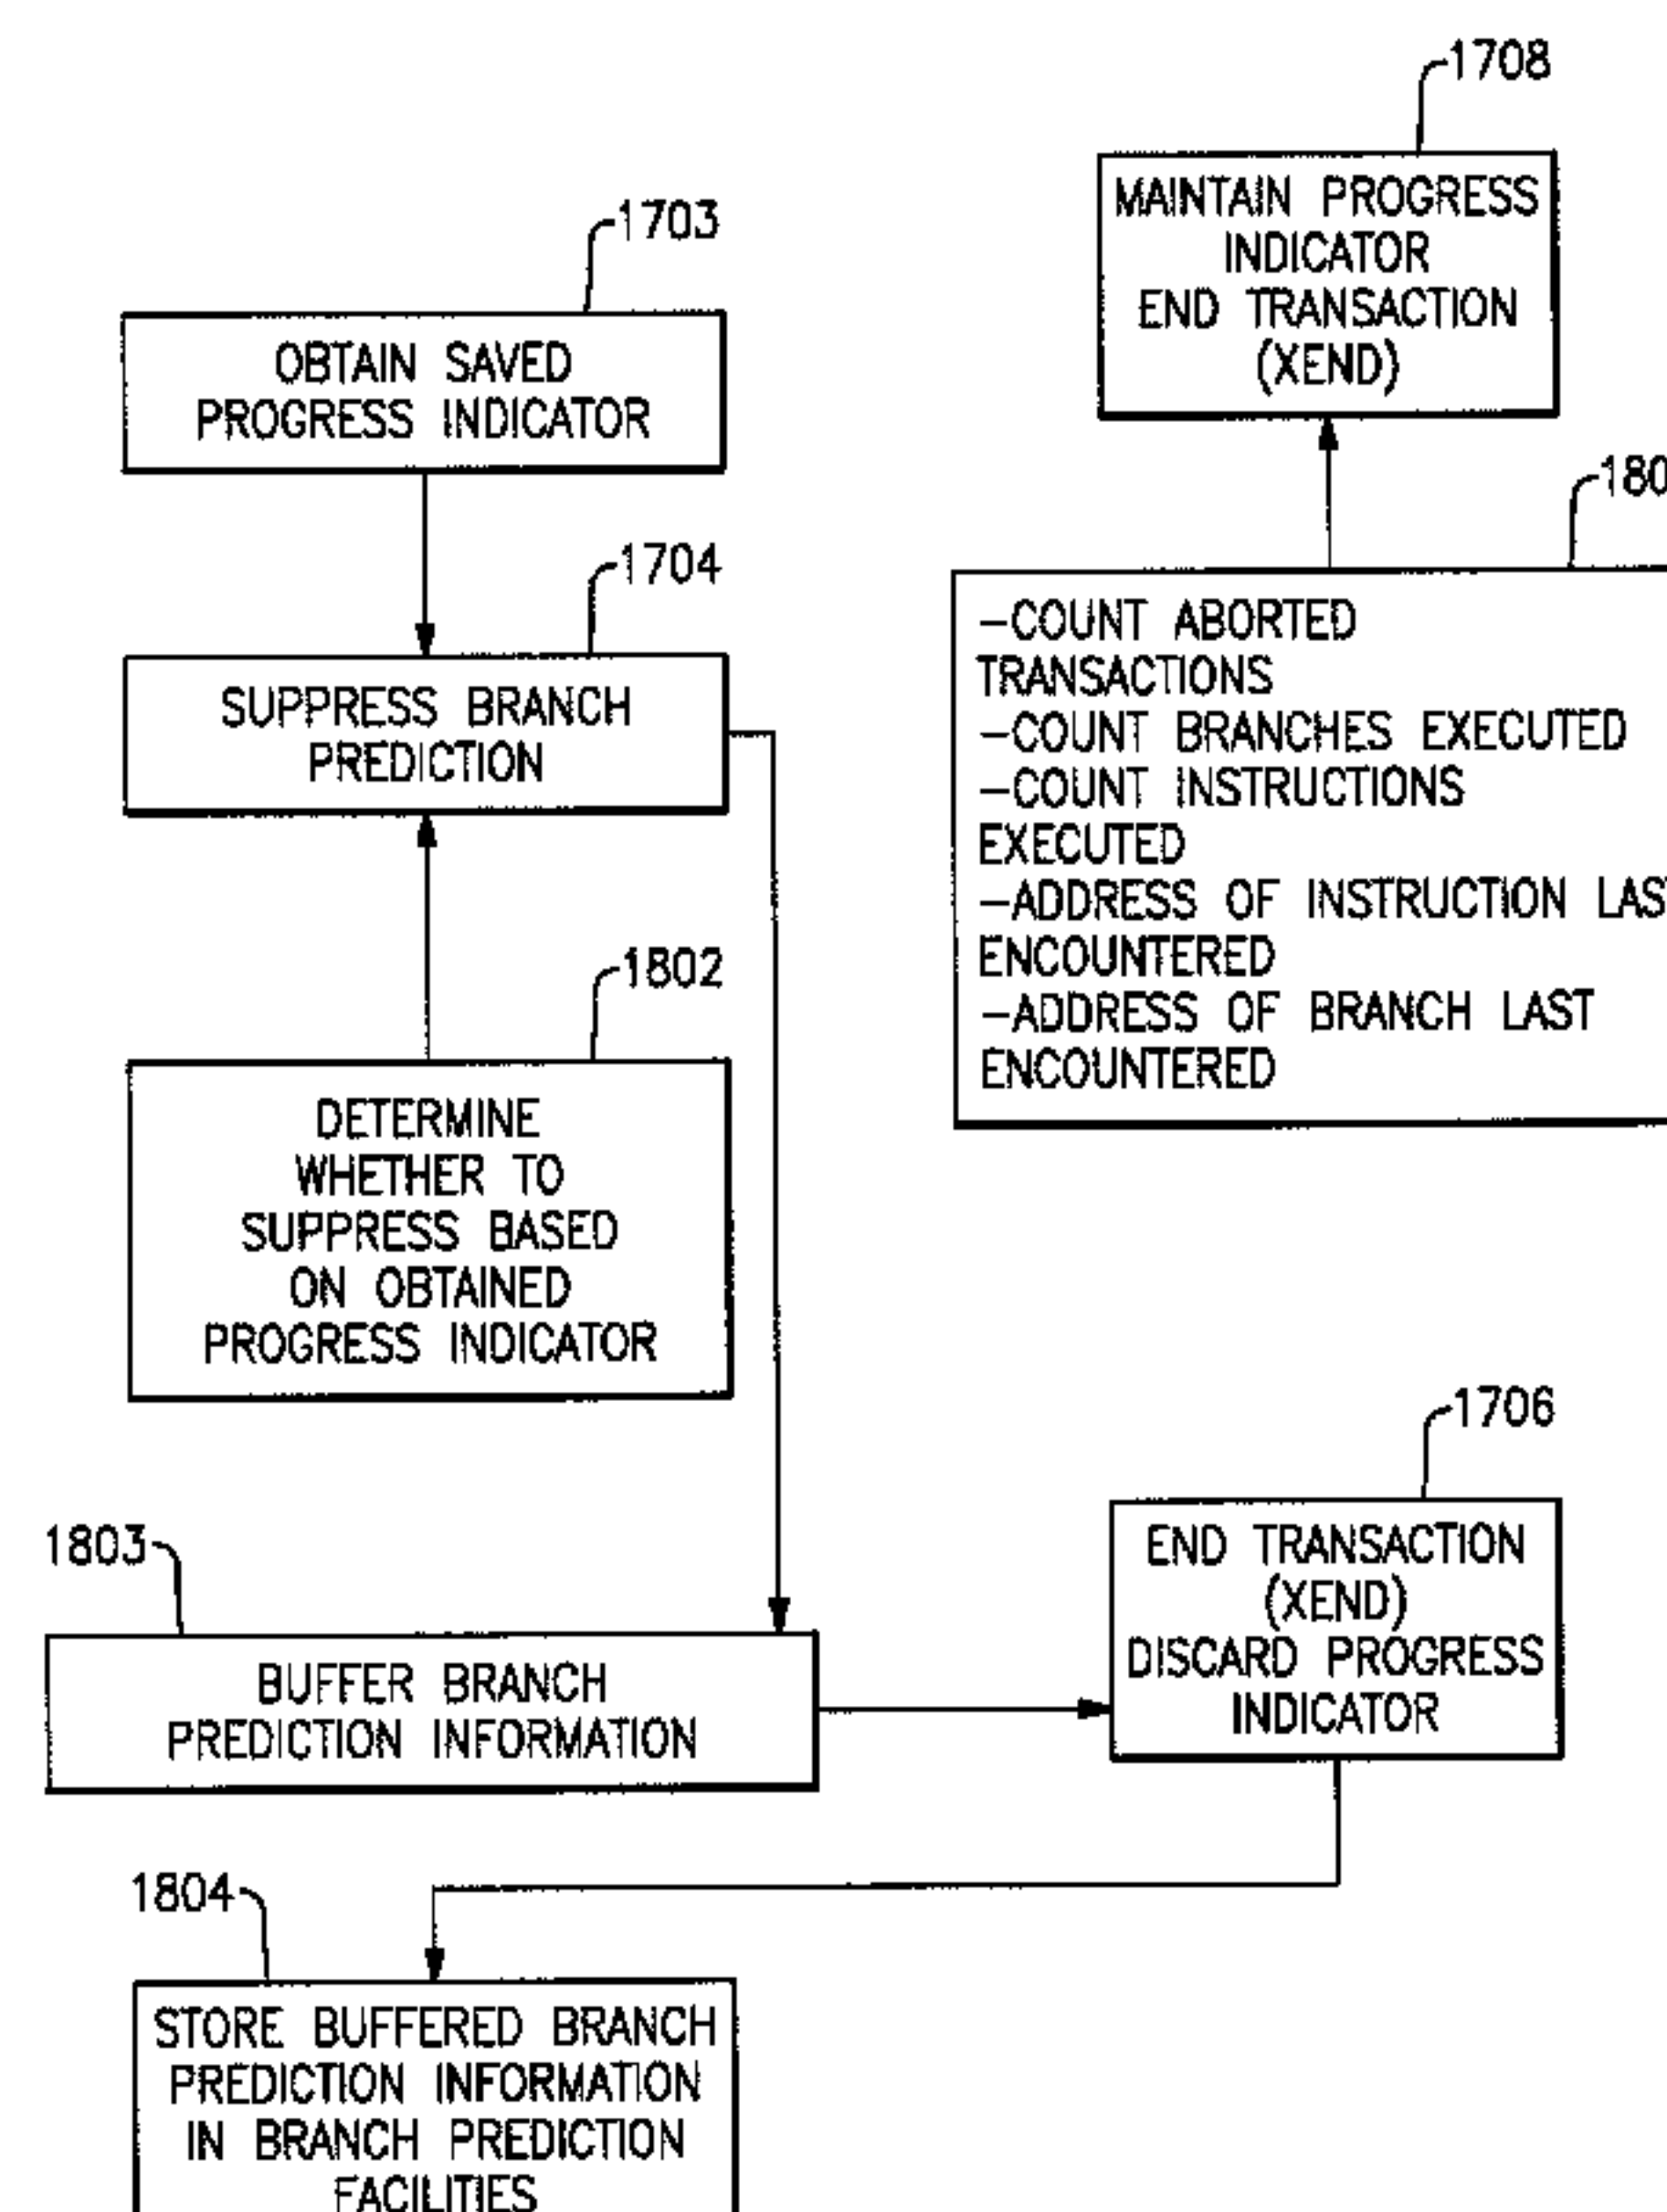 1703
OBTAIN SAVED
PROGRESS INDICATOR
1704
SUPPRESS BRANCH
PREDICTION
1802
DETERMINE
WHETHER TO
SUPPRESS BASED
ON OBTAINED
PROGRESS INDICATOR
1803
BUFFER BRANCH
PREDICTION INFORMATION
1804
STORE BUFFERED BRANCH
PREDICTION INFORMATION
IN BRANCH PREDICTION
FACILITIES
1708
MAINTAIN PROGRESS
INDICATOR
END TRANSACTION
(XEND)
-COUNT ABORTED
TRANSACTIONS
-COUNT BRANCHES EXECUTED
-COUNT INSTRUCTIONS
EXECUTED
-ADDRESS OF INSTRUCTION LAST
ENCOUNTERED
-ADDRESS OF BRANCH LAST
ENCOUNTERED
1706
END TRANSACTION
(XEND)
DISCARD PROGRESS
INDICATOR